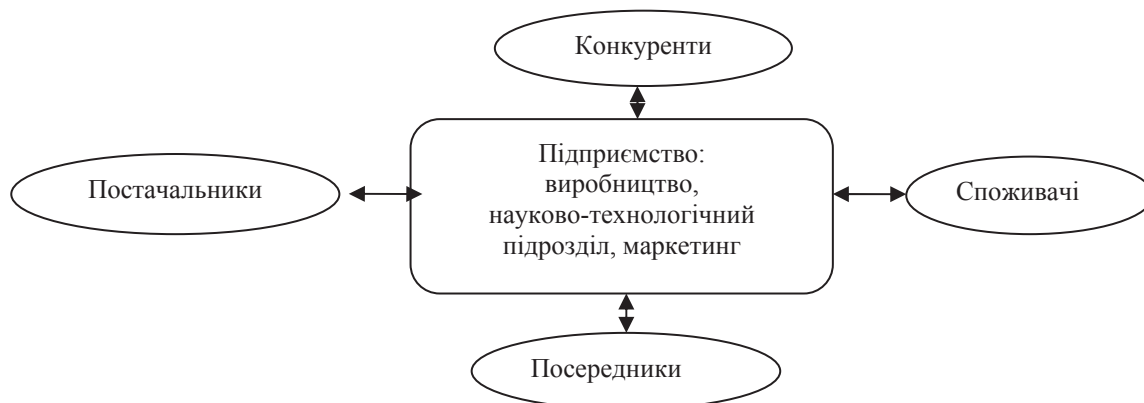 Конкуренти
Підприємство:
виробництво,
науково-технологічний
підрозділ, маркетинг
Постачальники
Споживачі
Посередники